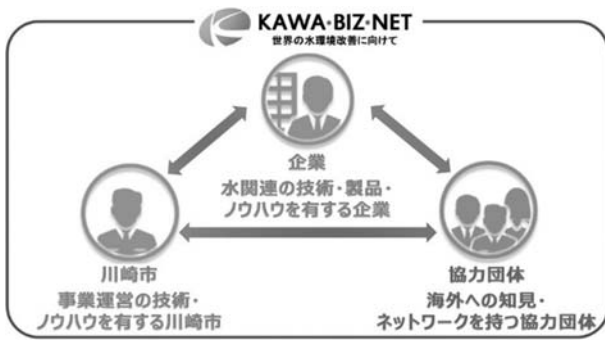 KAWA・BIZ・NET
世界の水環境改善に向けて
企業
水関連の技術・製品・
ノウハウを有する企業
川崎市
事業運営の技術・
ノウハウを有する川崎市
協力団体
海外への知見・
ネットワークを持つ協力団体